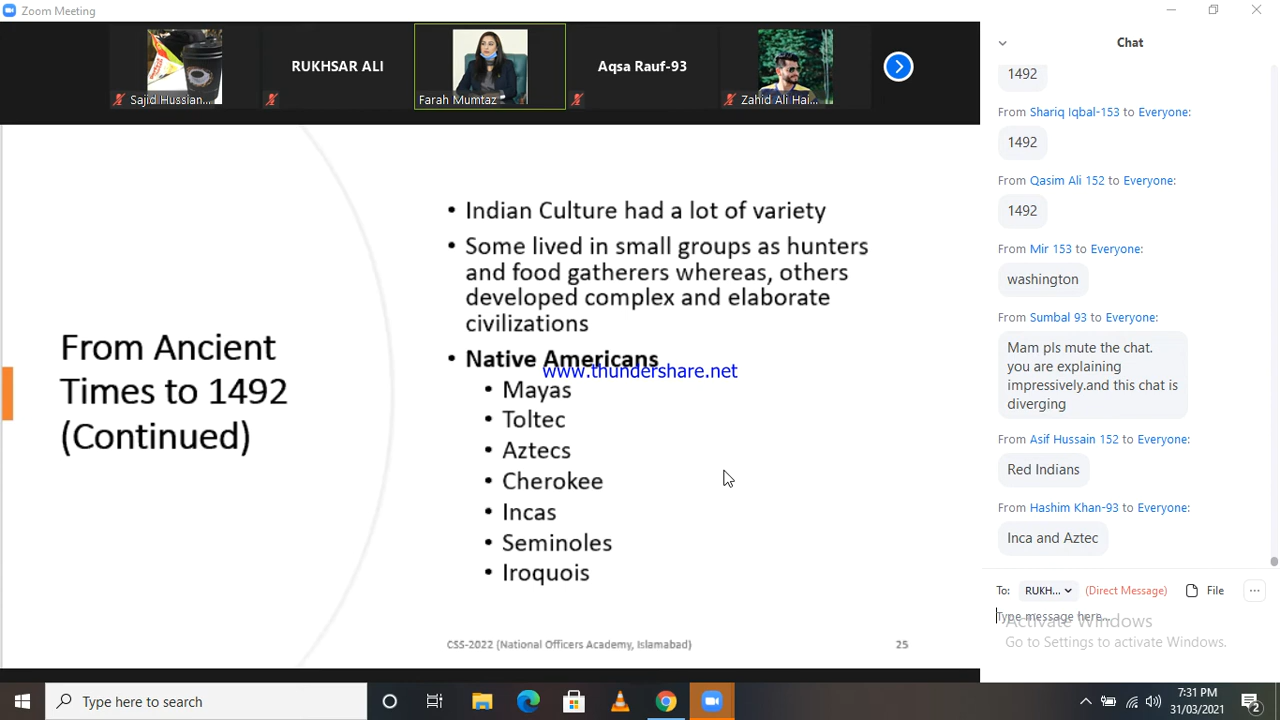 Zoom Meeting
Sajid Hussian...
RUKHSAR ALI
Farah Mumtaz
Aqsa Rauf-93
Zahid Ali Hai...
From Ancient
Times to 1492
(Continued)
• Indian Culture had a lot of variety
• Some lived in small groups as hunters
and food gatherers whereas, others
developed complex and elaborate
civilizations
• Native Americans
www.thundershare.net
• Mayas
• Toltec
• Aztecs
• Cherokee
• Incas
• Seminoles
• Iroquois
CSS-2022 (National Officers Academy, Islamabad)
25
Chat
1492
From Shariq Iqbal-153 to Everyone:
1492
From Qasim Ali 152 to Everyone:
1492
From Mir 153 to Everyone:
washington
From Sumbal 93 to Everyone:
Mam pls mute the chat.
you are explaining
impressively.and this chat is
diverging
From Asif Hussain 152 to Everyone:
Red Indians
From Hashim Khan-93 to Everyone:
Inca and Aztec
To: RUKH... (Direct Message) File ...
Type message here...
Activate Windows
Go to Settings to activate Windows.
Type here to search
7:31 PM
31/03/2021
2